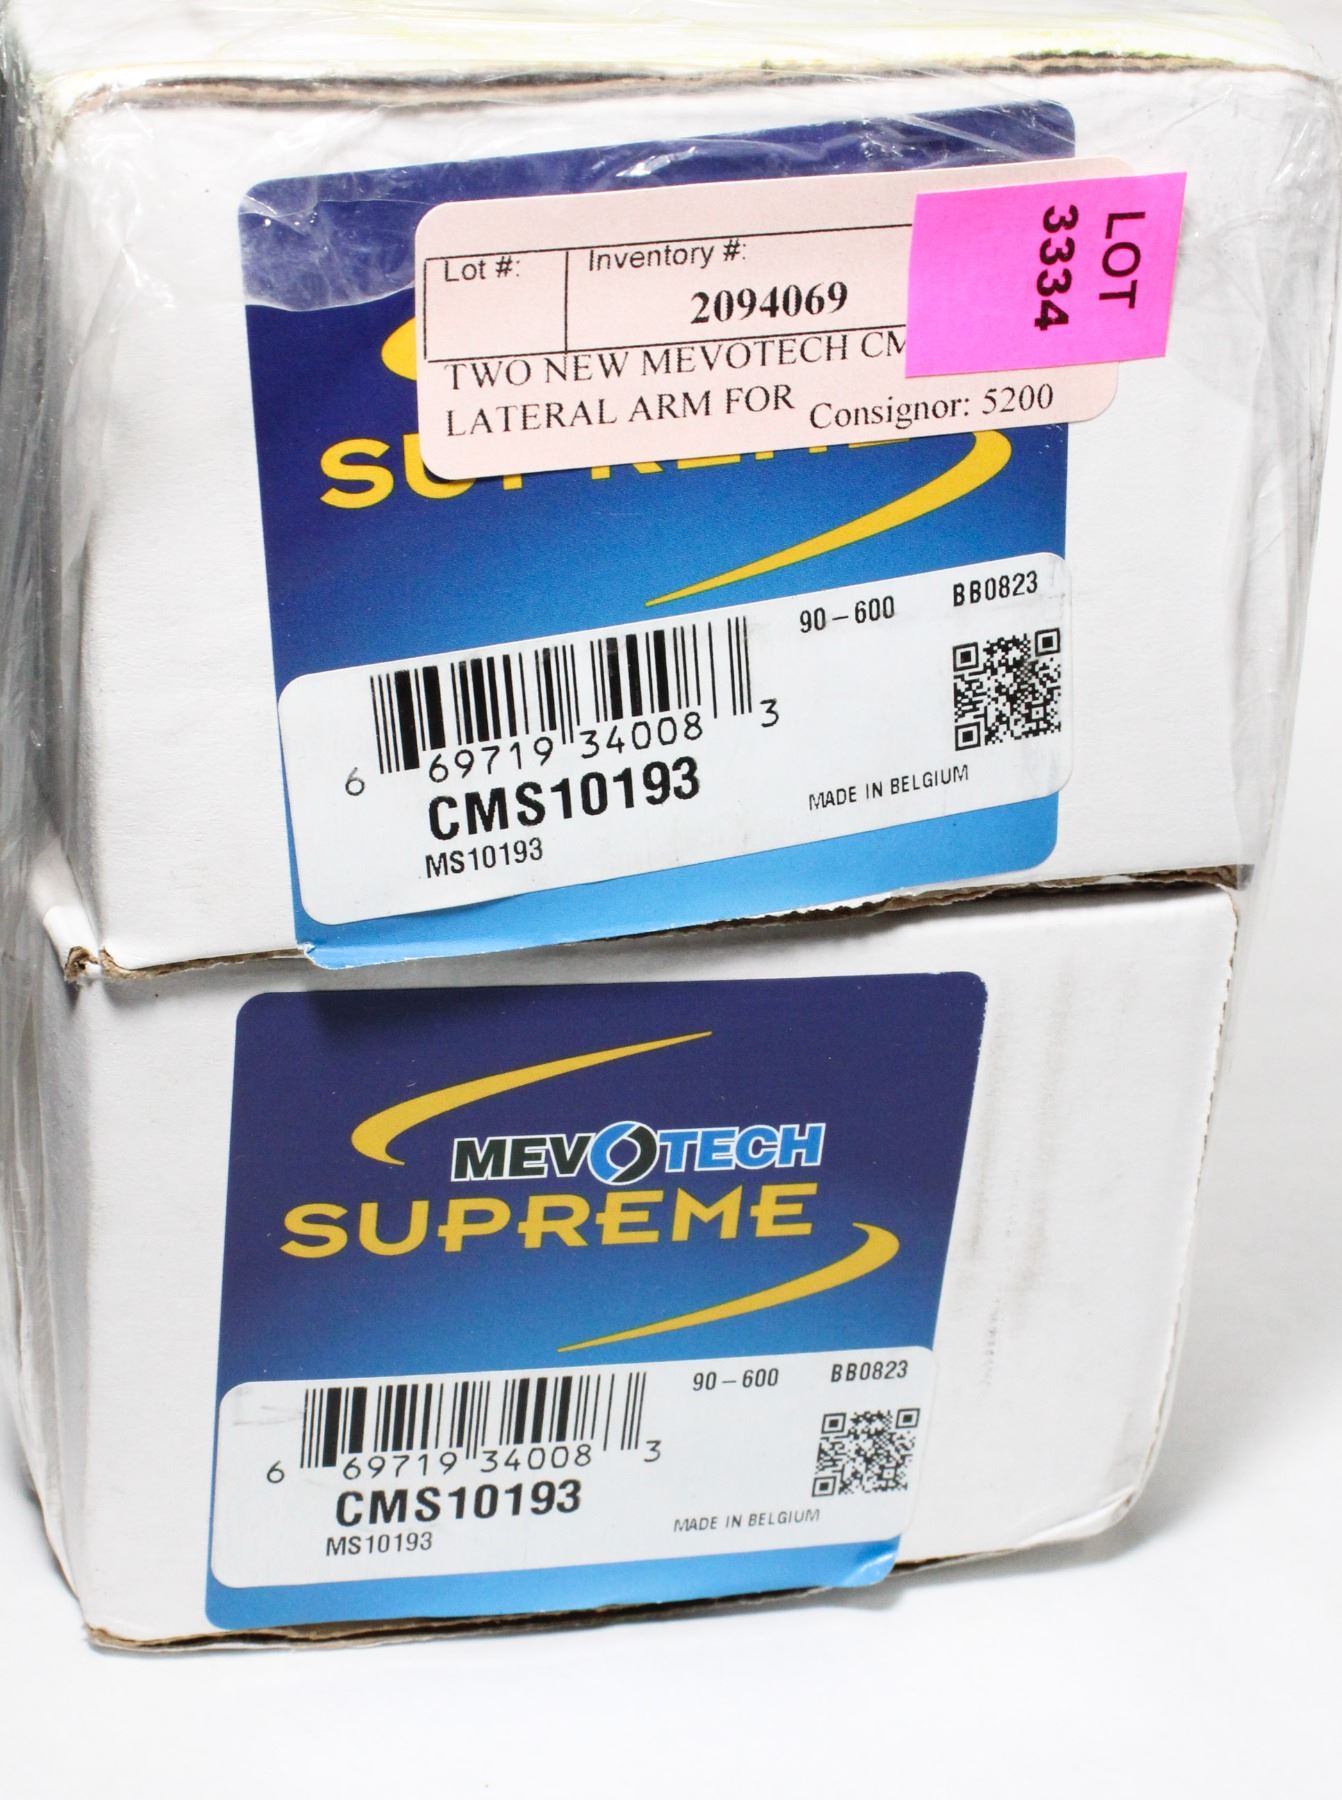 Lot #:
Inventory #:
2094069
TWO NEW MEVOTECH
LATERAL ARM FOR
Consignor: 5200
LOT
3334
90-600
BB0823
6 69719 34008 3
CMS10193
MS10193
MADE IN BELGIUM
MEVOTECH
SUPREME
90-600
BB0823
6 69719 34008 3
CMS10193
MS10193
MADE IN BELGIUM